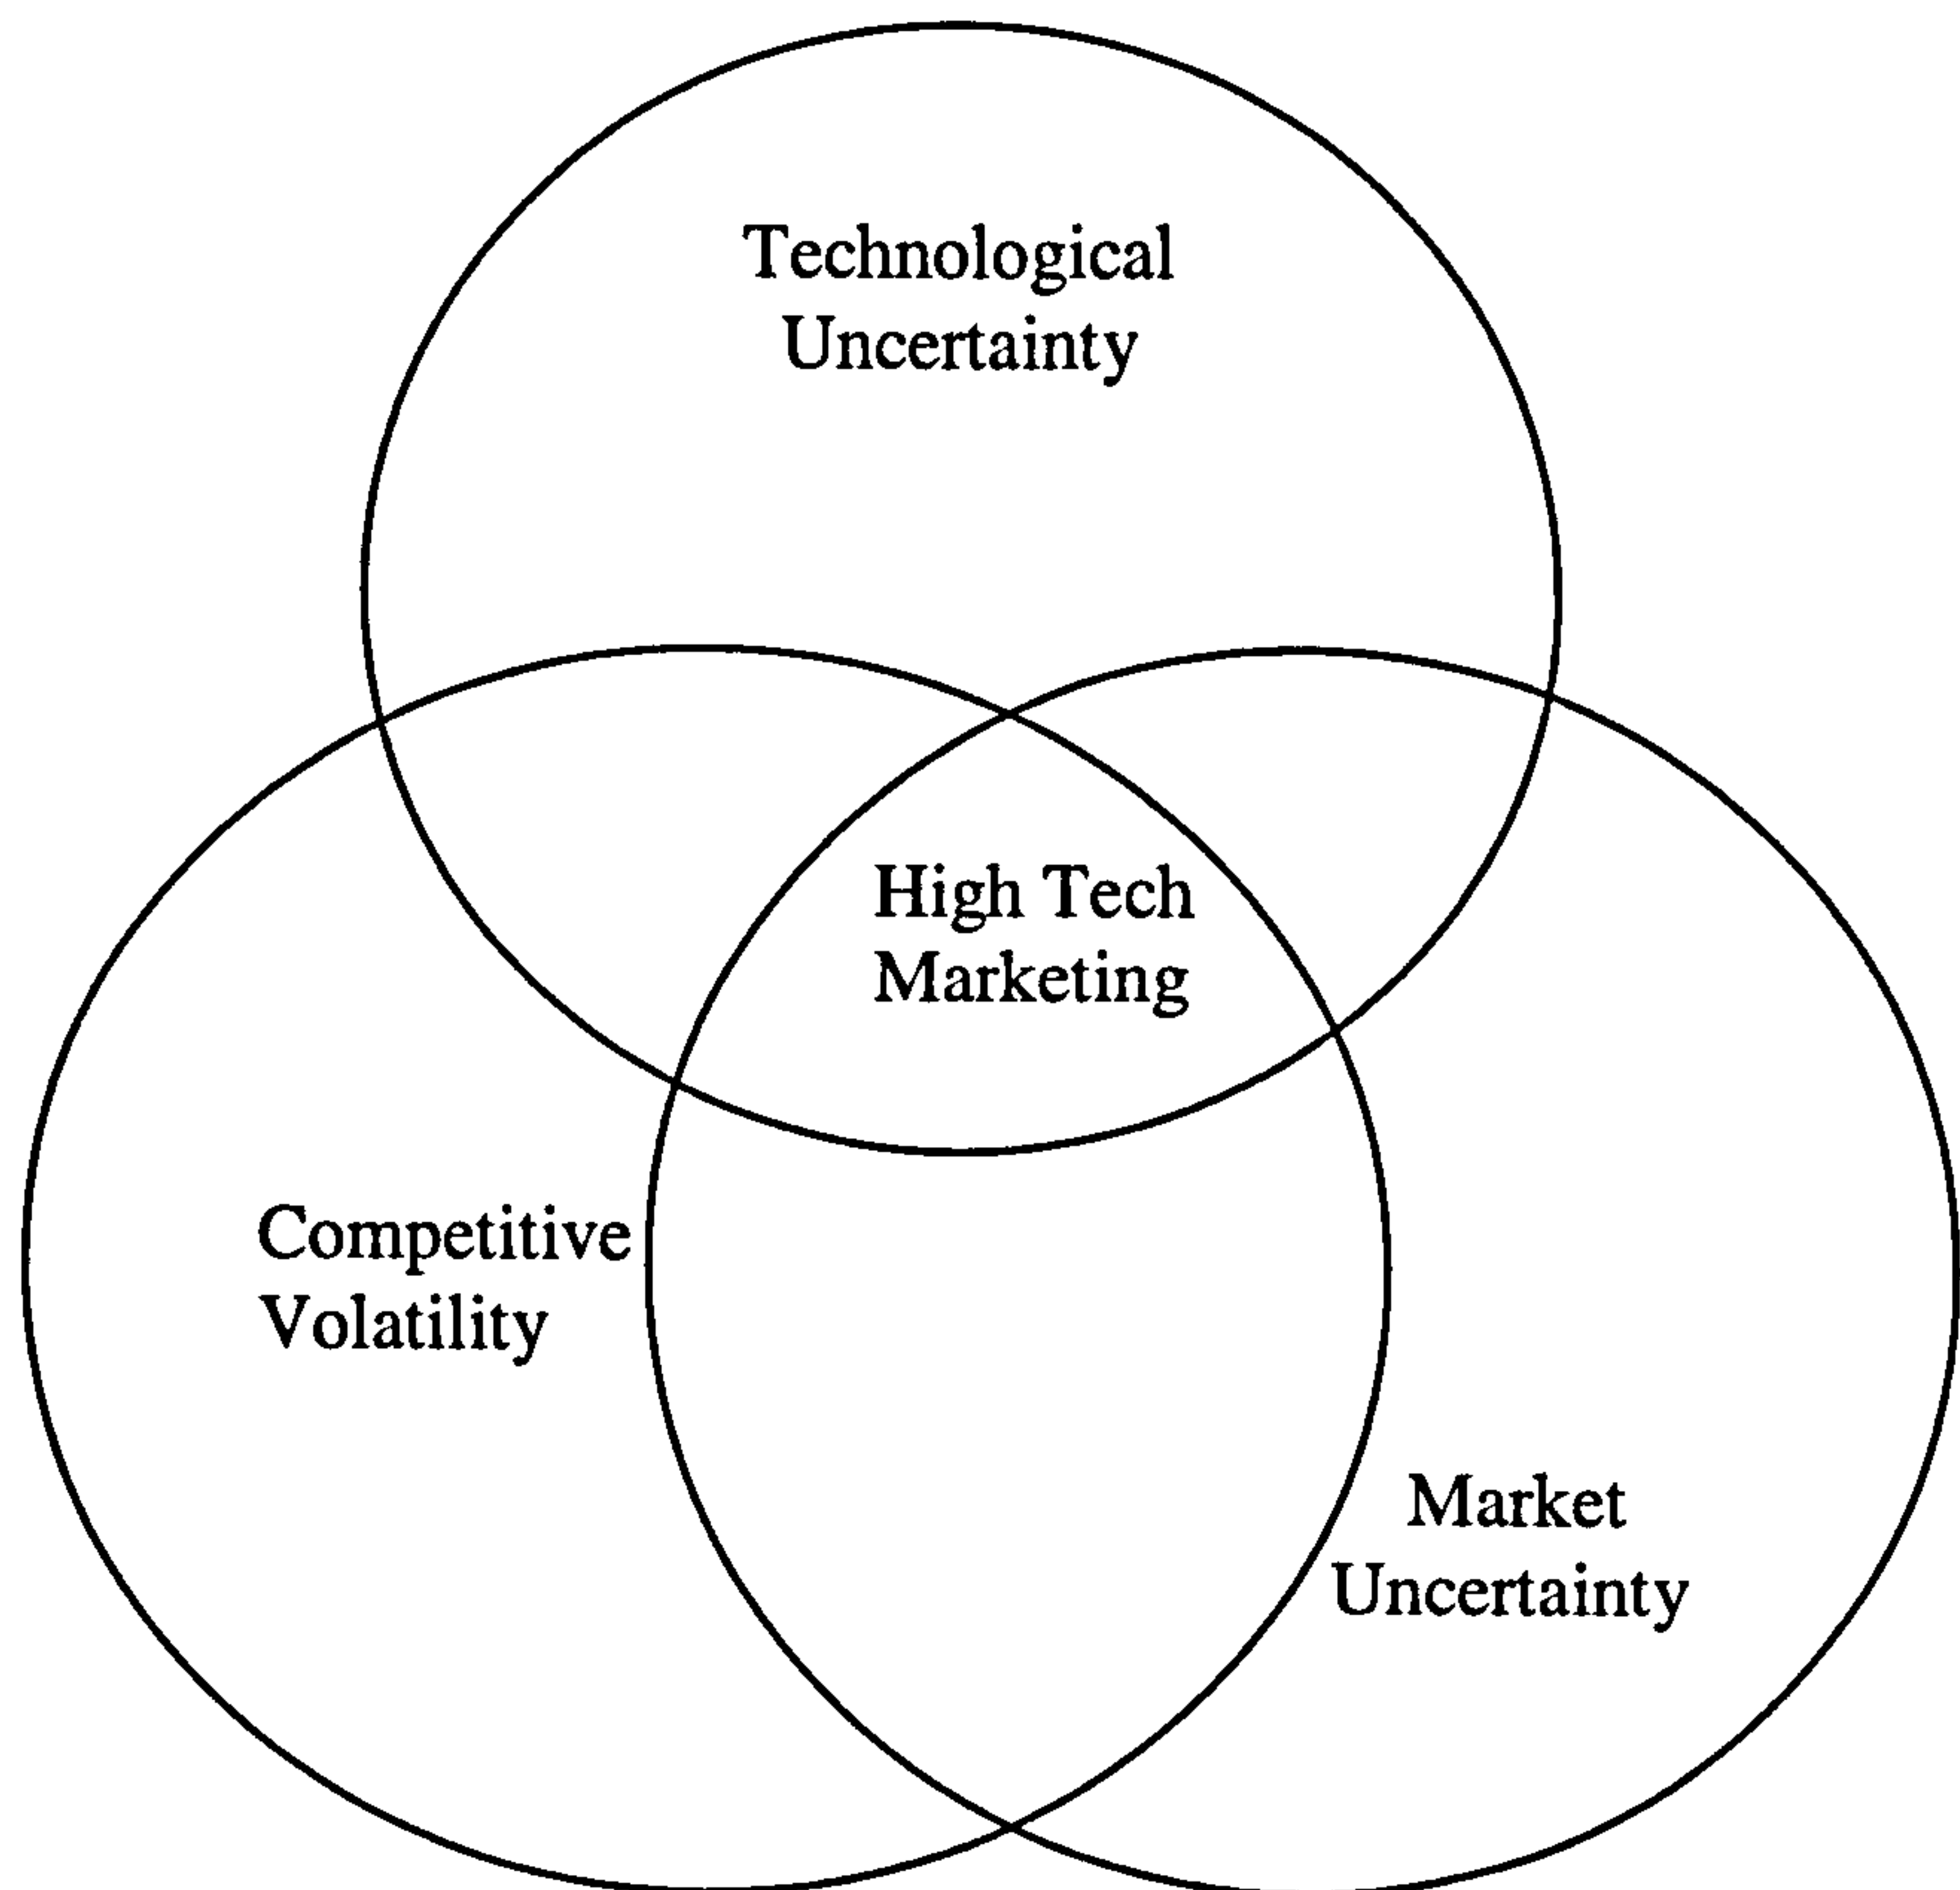 Technological
Uncertainty
High Tech
Marketing
Competitive
Volatility
Market
Uncertainty